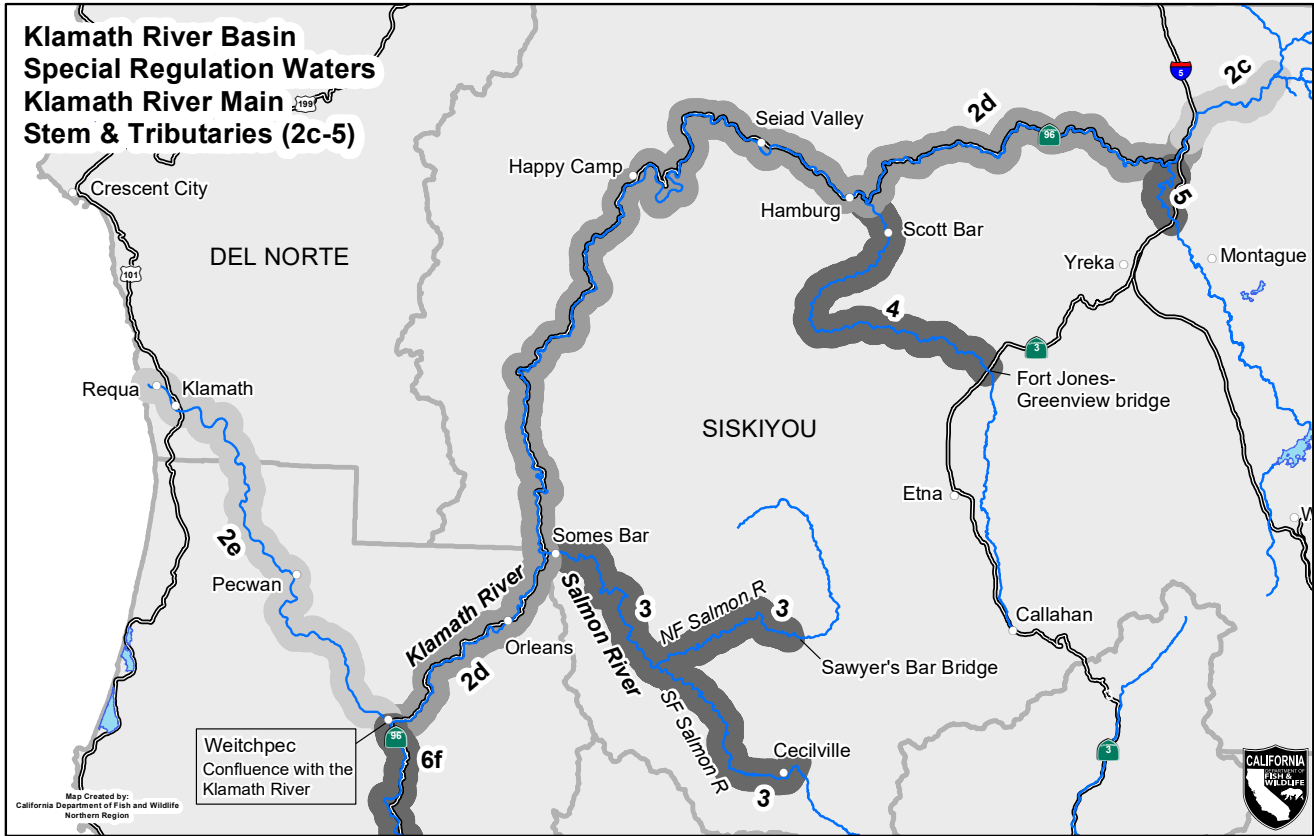 Klamath River Basin
Special Regulation Waters
Klamath River Main
Stem & Tributaries (2c-5)
199
5
2c
Seiad Valley
2d
96
Happy Camp
Crescent City
Hamburg
5
Scott Bar
DEL NORTE
Yreka
Montague
101
4
3
Requa
Klamath
Fort Jones-
Greenview bridge
SISKIYOU
Etna
W
2e
Somes Bar
Pecwan
Klamath River
Salmon River
3
NF Salmon R
3
Callahan
Orleans
Sawyer's Bar Bridge
2d
SF Salmon R
Weitchpec
Confluence with the
Klamath River
96
6f
Cecilville
3
3
CALIFORNIA
DEPARTMENT OF
FISH &
WILDLIFE
Map Created by:
California Department of Fish and Wildlife
Northern Region